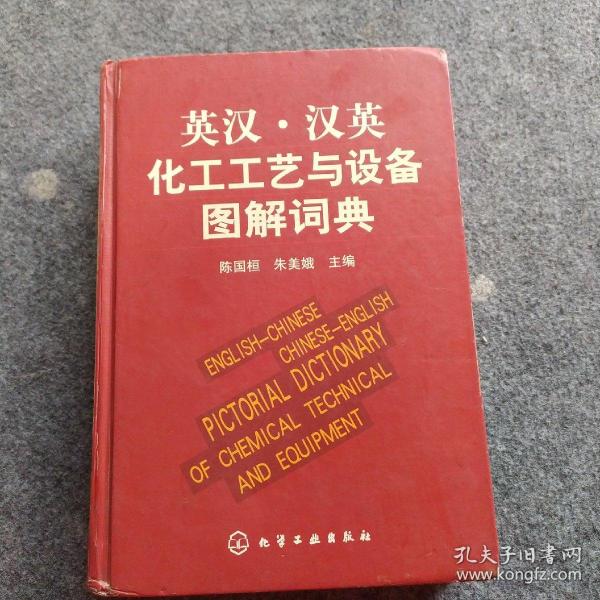 英汉·汉英
化工工艺与设备
图解词典
陈国桓 朱美娥 主编
ENGLISH—CHINESE
CHINESE—ENGLISH
PICTORIAL DICTIONARY
OF CHEMICAL TECHNICAL
AND EQUIPMENT
化学工业出版社
孔夫子旧书网
www.kongfz.com